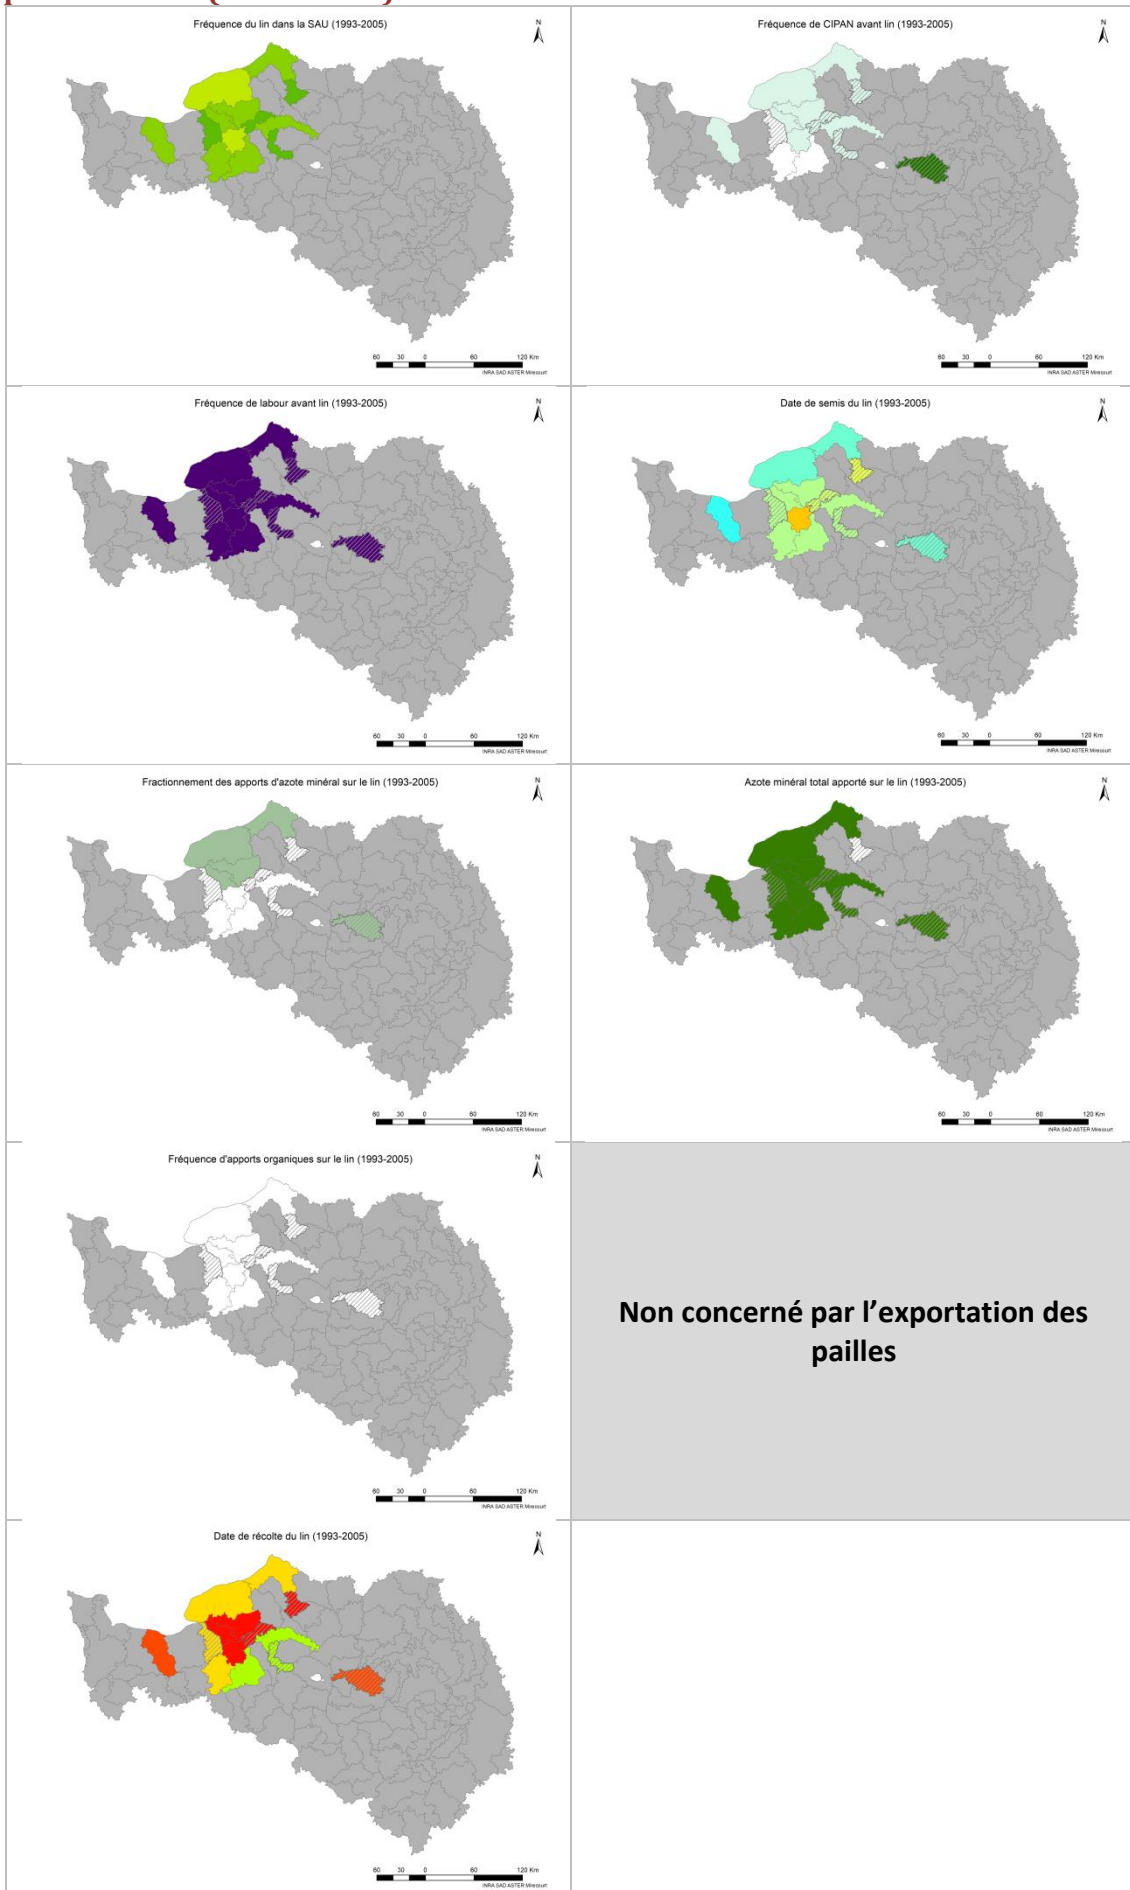 Fréquence du lin dans la SAU (1993-2005)
N
60 30 0 60 120 Km
INRA SAD ASTER Mirecourt
Fréquence de CIPAN avant lin (1993-2005)
N
60 30 0 60 120 Km
INRA SAD ASTER Mirecourt
Fréquence de labour avant lin (1993-2005)
N
60 30 0 60 120 Km
INRA SAD ASTER Mirecourt
Date de semis du lin (1993-2005)
N
60 30 0 60 120 Km
INRA SAD ASTER Mirecourt
Fractionnement des apports d'azote minéral sur le lin (1993-2005)
N
60 30 0 60 120 Km
INRA SAD ASTER Mirecourt
Azote minéral total apporté sur le lin (1993-2005)
N
60 30 0 60 120 Km
INRA SAD ASTER Mirecourt
Fréquence d'apports organiques sur le lin (1993-2005)
N
60 30 0 60 120 Km
INRA SAD ASTER Mirecourt
Non concerné par l'exportation des
pailles
Date de récolte du lin (1993-2005)
N
60 30 0 60 120 Km
INRA SAD ASTER Mirecourt